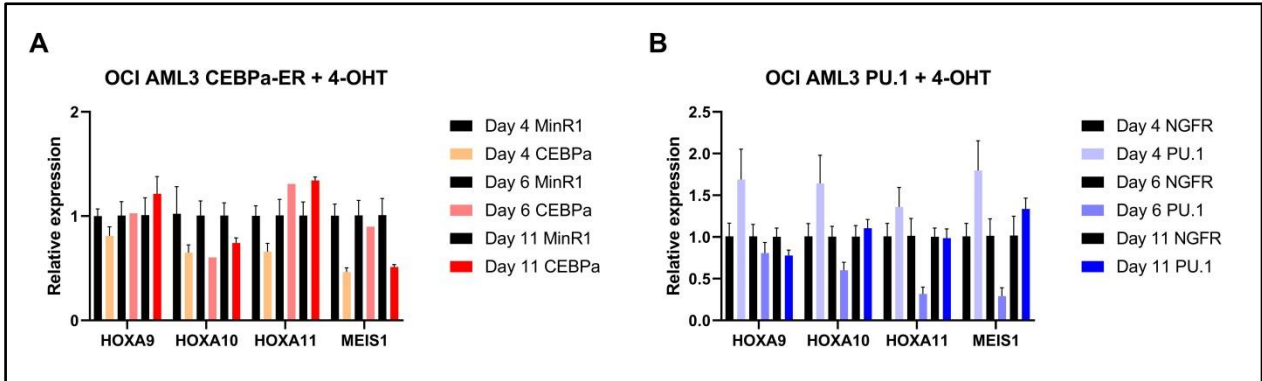 A
OCI AML3 CEBPa-ER + 4-OHT
Relative expression
2
1
0
HOXA9 HOXA10 HOXA11 MEIS1
Day 4 MinR1
Day 4 CEBPa
Day 6 MinR1
Day 6 CEBPa
Day 11 MinR1
Day 11 CEBPa
B
OCI AML3 PU.1 + 4-OHT
Relative expression
2.5
2.0
1.5
1.0
0.5
0.0
HOXA9 HOXA10 HOXA11 MEIS1
Day 4 NGFR
Day 4 PU.1
Day 6 NGFR
Day 6 PU.1
Day 11 NGFR
Day 11 PU.1